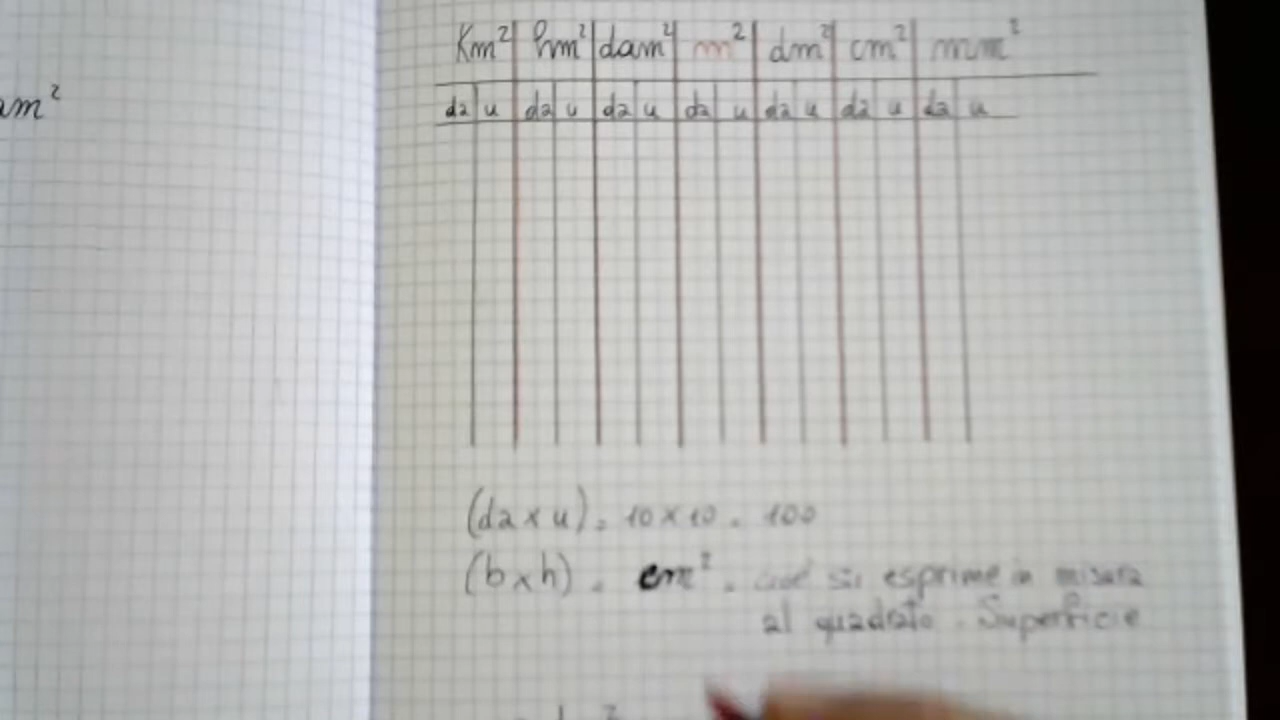 am²
Km² hm² dam² m² dm² cm² mm²
da u da u da u da u da u da u da u
(da x u) = 10 x 10 = 100
(b x h) = cm² = cioè si esprime in misura
al quadrato. Superficie